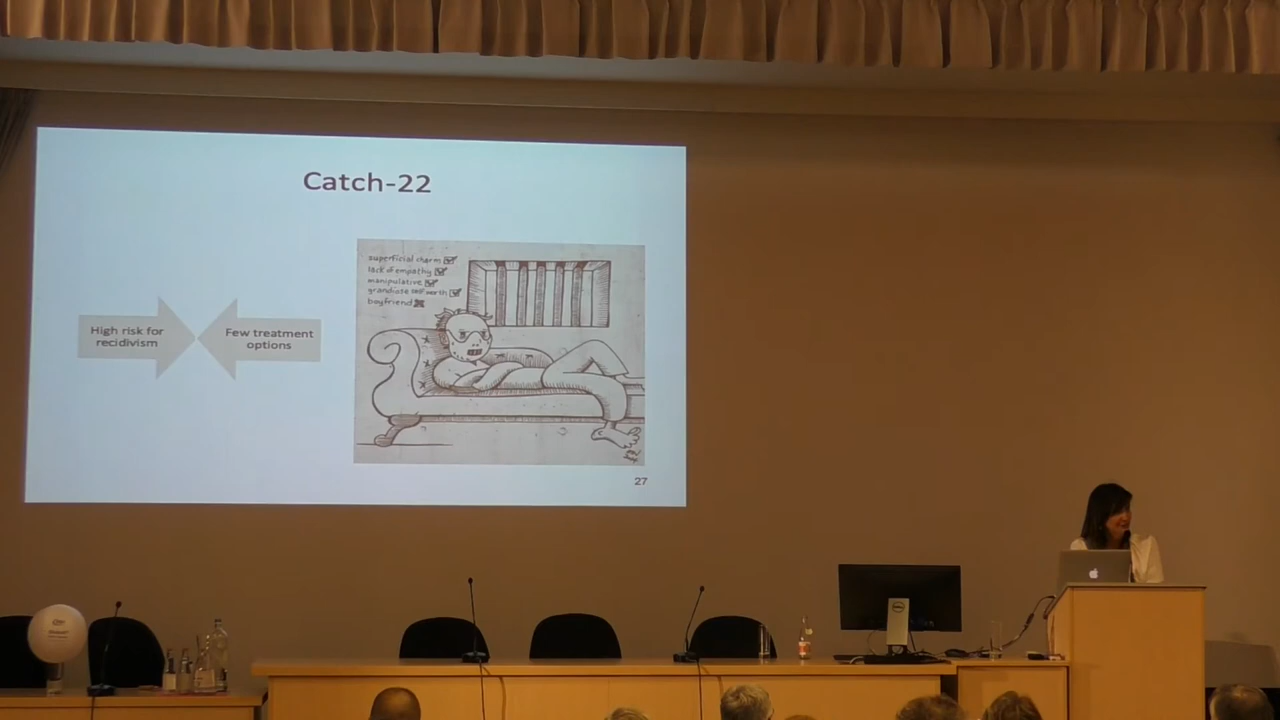 Catch-22
High risk for
recidivism
Few treatment
options
superficial charm
lack of empathy
manipulative
grandiose self worth
boyfriend
27
DELL